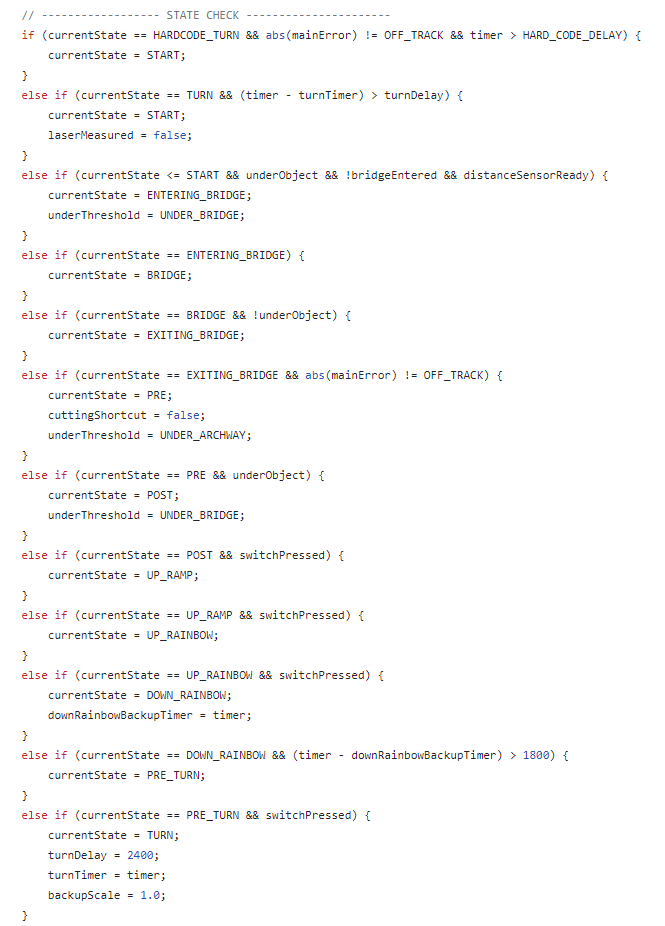 // ------------------ STATE CHECK ----------------------
if (currentState == HARDCODE_TURN && abs(mainError) != OFF_TRACK && timer > HARD_CODE_DELAY) {
    currentState = START;
}
else if (currentState == TURN && (timer - turnTimer) > turnDelay) {
    currentState = START;
    laserMeasured = false;
}
else if (currentState <= START && underObject && !bridgeEntered && distanceSensorReady) {
    currentState = ENTERING_BRIDGE;
    underThreshold = UNDER_BRIDGE;
}
else if (currentState == ENTERING_BRIDGE) {
    currentState = BRIDGE;
}
else if (currentState == BRIDGE && !underObject) {
    currentState = EXITING_BRIDGE;
}
else if (currentState == EXITING_BRIDGE && abs(mainError) != OFF_TRACK) {
    currentState = PRE;
    cuttingShortcut = false;
    underThreshold = UNDER_ARCHWAY;
}
else if (currentState == PRE && underObject) {
    currentState = POST;
    underThreshold = UNDER_BRIDGE;
}
else if (currentState == POST && switchPressed) {
    currentState = UP_RAMP;
}
else if (currentState == UP_RAMP && switchPressed) {
    currentState = UP_RAINBOW;
}
else if (currentState == UP_RAINBOW && switchPressed) {
    currentState = DOWN_RAINBOW;
    downRainbowBackupTimer = timer;
}
else if (currentState == DOWN_RAINBOW && (timer - downRainbowBackupTimer) > 1800) {
    currentState = PRE_TURN;
}
else if (currentState == PRE_TURN && switchPressed) {
    currentState = TURN;
    turnDelay = 2400;
    turnTimer = timer;
    backupScale = 1.0;
}